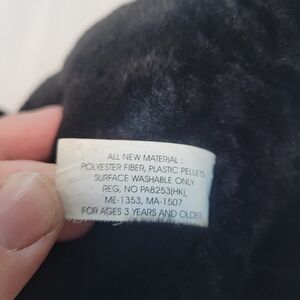 ALL NEW MATERIAL :
POLYESTER FIBER, PLASTIC PELLETS
SURFACE WASHABLE ONLY
REG. NO PA8253(HK),
ME-1353, MA-1507
FOR AGES 3 YEARS AND OLDER